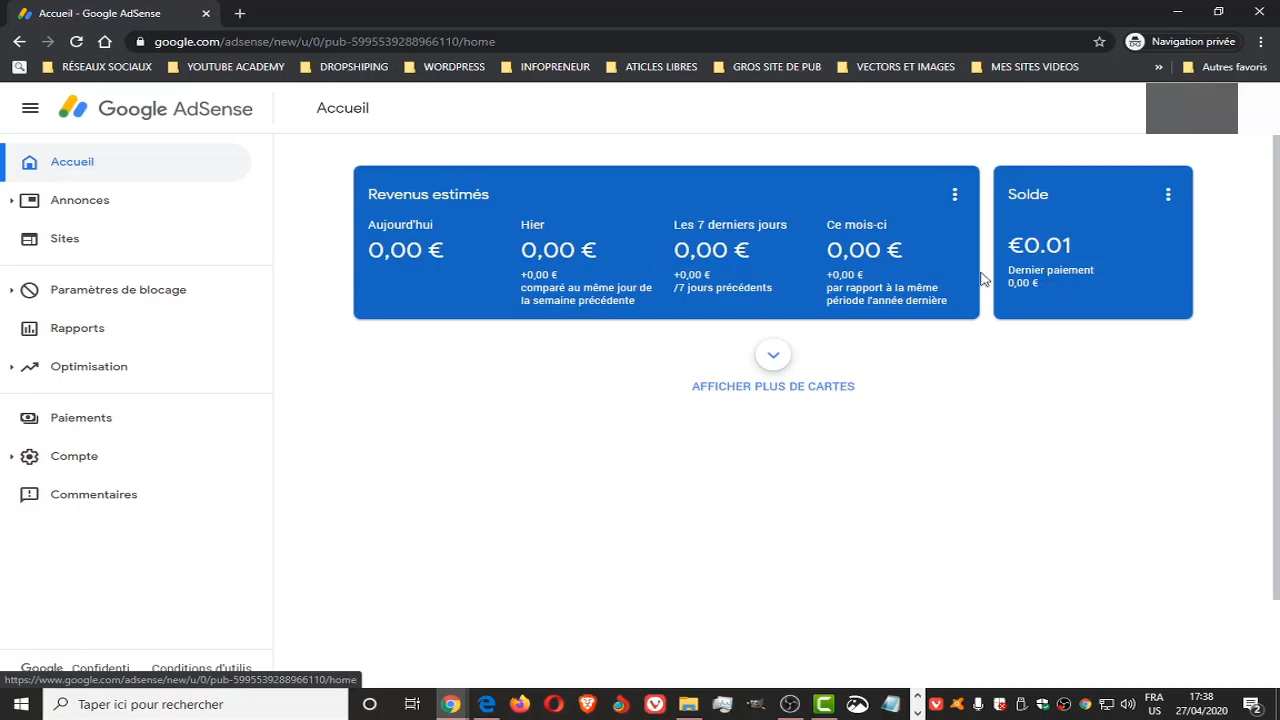 Accueil - Google AdSense
google.com/adsense/new/u/0/pub-5995539288966110/home
Navigation privée
RÉSEAUX SOCIAUX
YOUTUBE ACADEMY
DROPSHIPING
WORDPRESS
INFOPRENEUR
ATICLES LIBRES
GROS SITE DE PUB
VECTORS ET IMAGES
MES SITES VIDEOS
»
Autres favoris
Google AdSense
Accueil
Accueil
Annonces
Sites
Paramètres de blocage
Rapports
Optimisation
Paiements
Compte
Commentaires
Revenus estimés
Aujourd'hui
0,00 €
Hier
0,00 €
+0,00 €
comparé au même jour de
la semaine précédente
Les 7 derniers jours
0,00 €
+0,00 €
/7 jours précédents
Ce mois-ci
0,00 €
+0,00 €
par rapport à la même
période l'année dernière
Solde
€0.01
Dernier paiement
0,00 €
AFFICHER PLUS DE CARTES
Google Confidenti Conditions d'utilis
https://www.google.com/adsense/new/u/0/pub-5995539288966110/home
Taper ici pour rechercher
FRA
US
17:38
27/04/2020
2